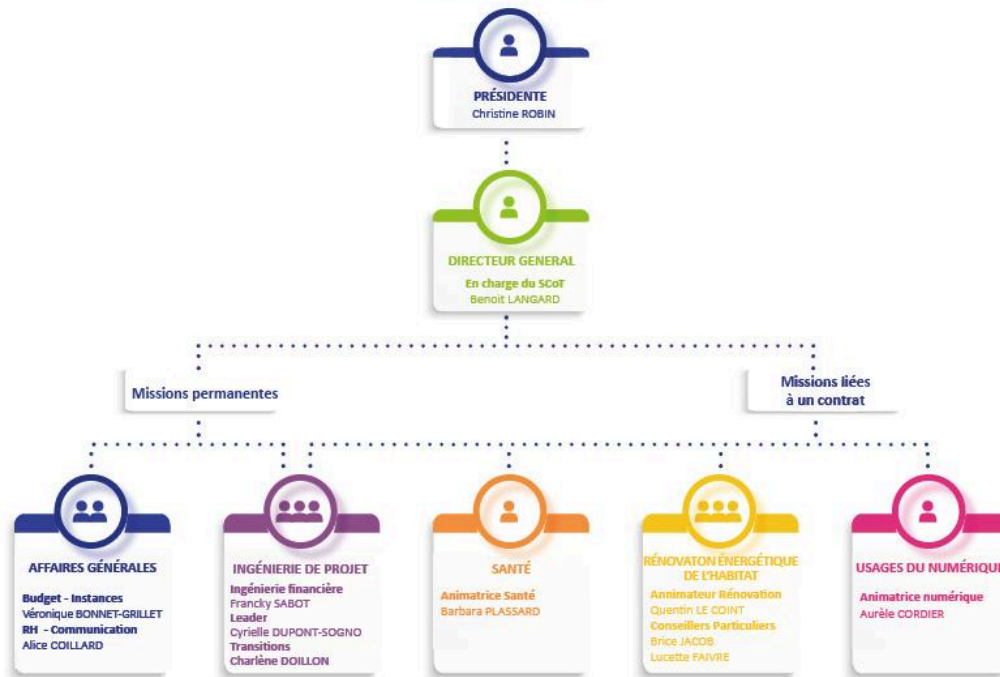 PRÉSIDENTE
Christine ROBIN
DIRECTEUR GENERAL
En charge du SCoT
Benoit LANGARD
Missions permanentes
Missions liées
à un contrat
AFFAIRES GÉNÉRALES
Budget - Instances
Véronique BONNET-GRILLET
RH - Communication
Alice COILLARD
INGÉNIERIE DE PROJET
Ingénierie financière
Francky SABOT
Leader
Cyrielle DUPONT-SOGNO
Transitions
Charlène DOILLON
SANTÉ
Animatrice Santé
Barbara PLASSARD
RÉNOVATON ÉNERGÉTIQUE
DE L'HABITAT
Annimateur Rénovation
Quentin LE COINT
Conseillers Particuliers
Brice JACOB
Lucette FAIVRE
USAGES DU NUMÉRIQUE
Animatrice numérique
Aurèle CORDIER